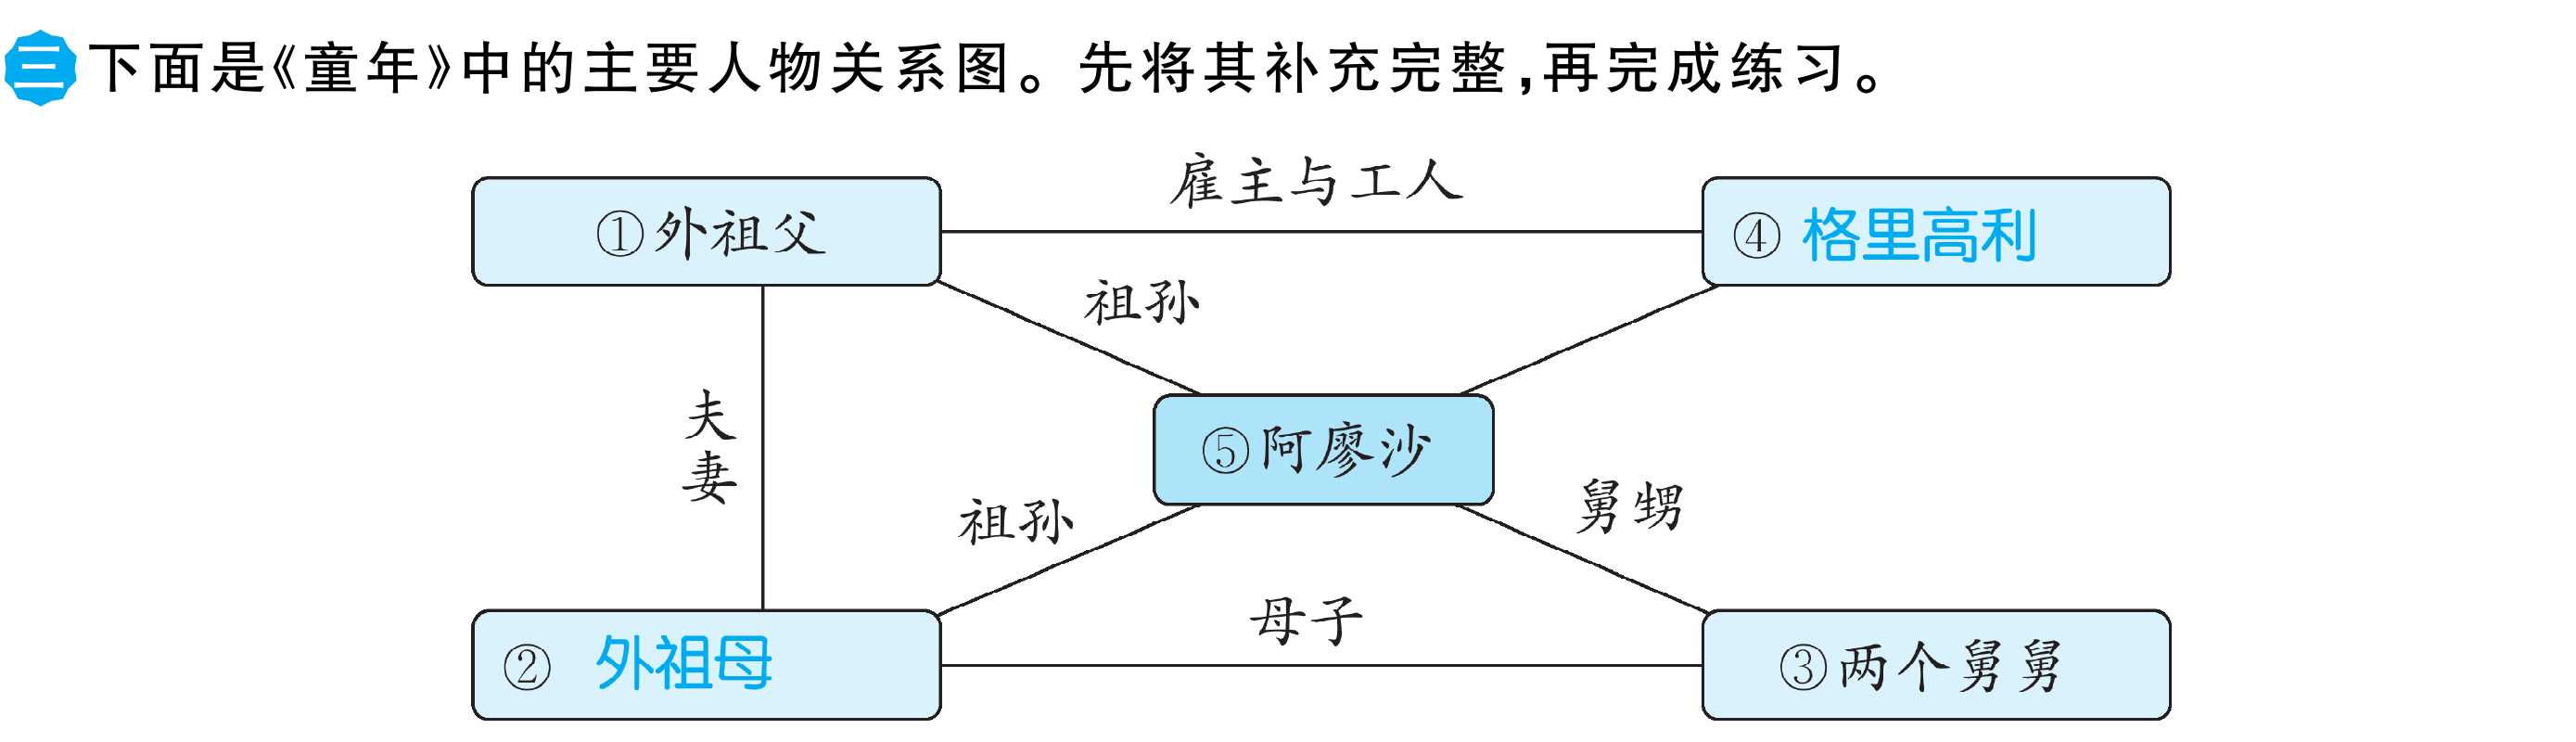 三 下面是《童年》中的主要人物关系图。先将其补充完整,再完成练习。
雇主与工人
①外祖父
④ 格里高利
祖孙
夫妻
⑤阿廖沙
祖孙
舅甥
母子
② 外祖母
③两个舅舅